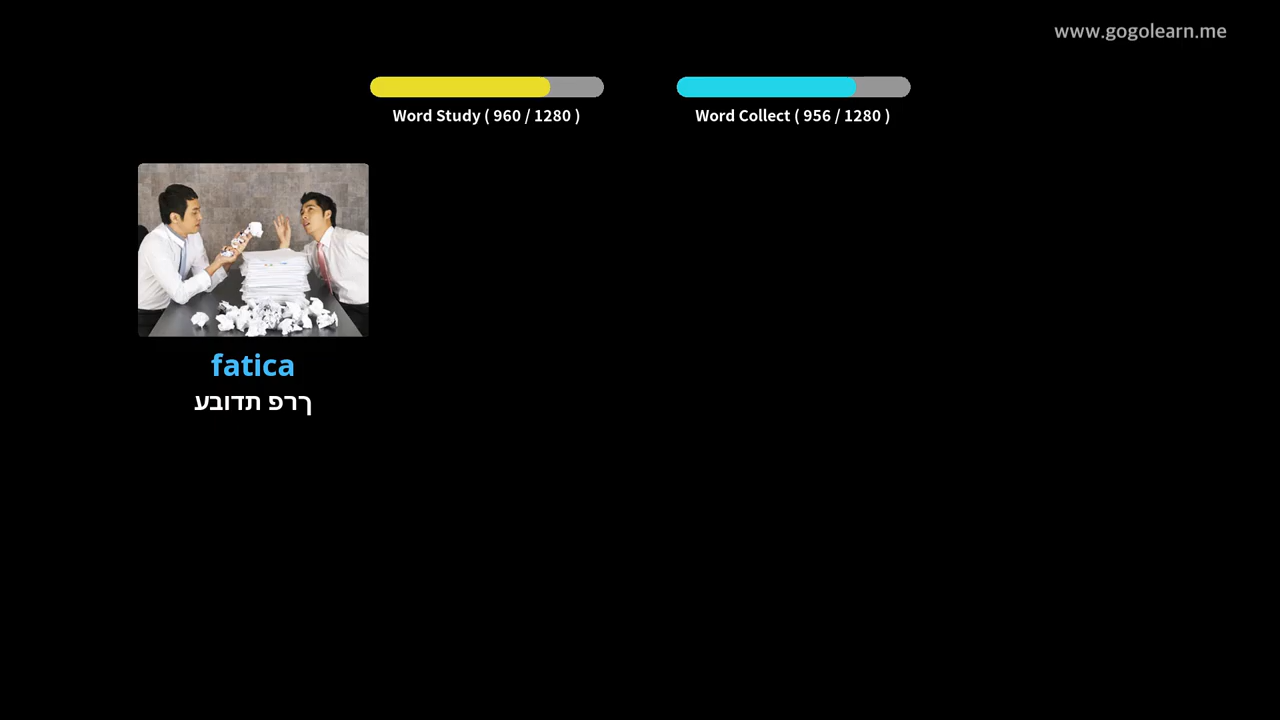 www.gogolearn.me
Word Study ( 960 / 1280 )
Word Collect ( 956 / 1280 )
fatica
ךרפ תדובע